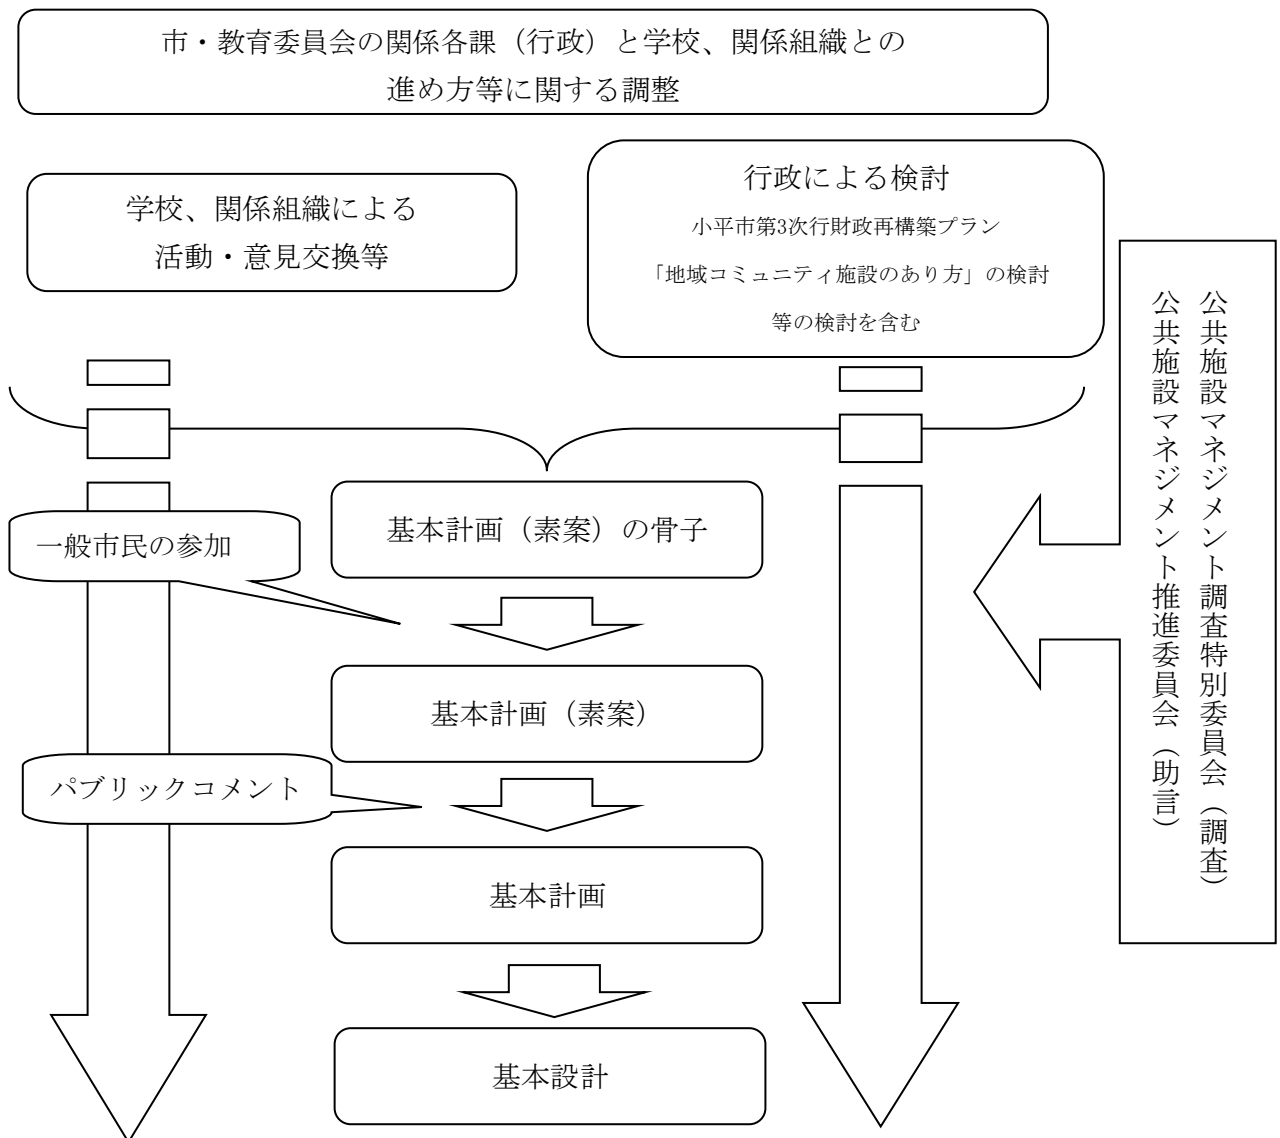 市・教育委員会の関係各課（行政）と学校、関係組織との
進め方等に関する調整
学校、関係組織による
活動・意見交換等
行政による検討
小平市第3次行財政再構築プラン
「地域コミュニティ施設のあり方」の検討
等の検討を含む
公共施設マネジメント調査特別委員会（調査）
公共施設マネジメント推進委員会（助言）
基本計画（素案）の骨子
一般市民の参加
基本計画（素案）
パブリックコメント
基本計画
基本設計